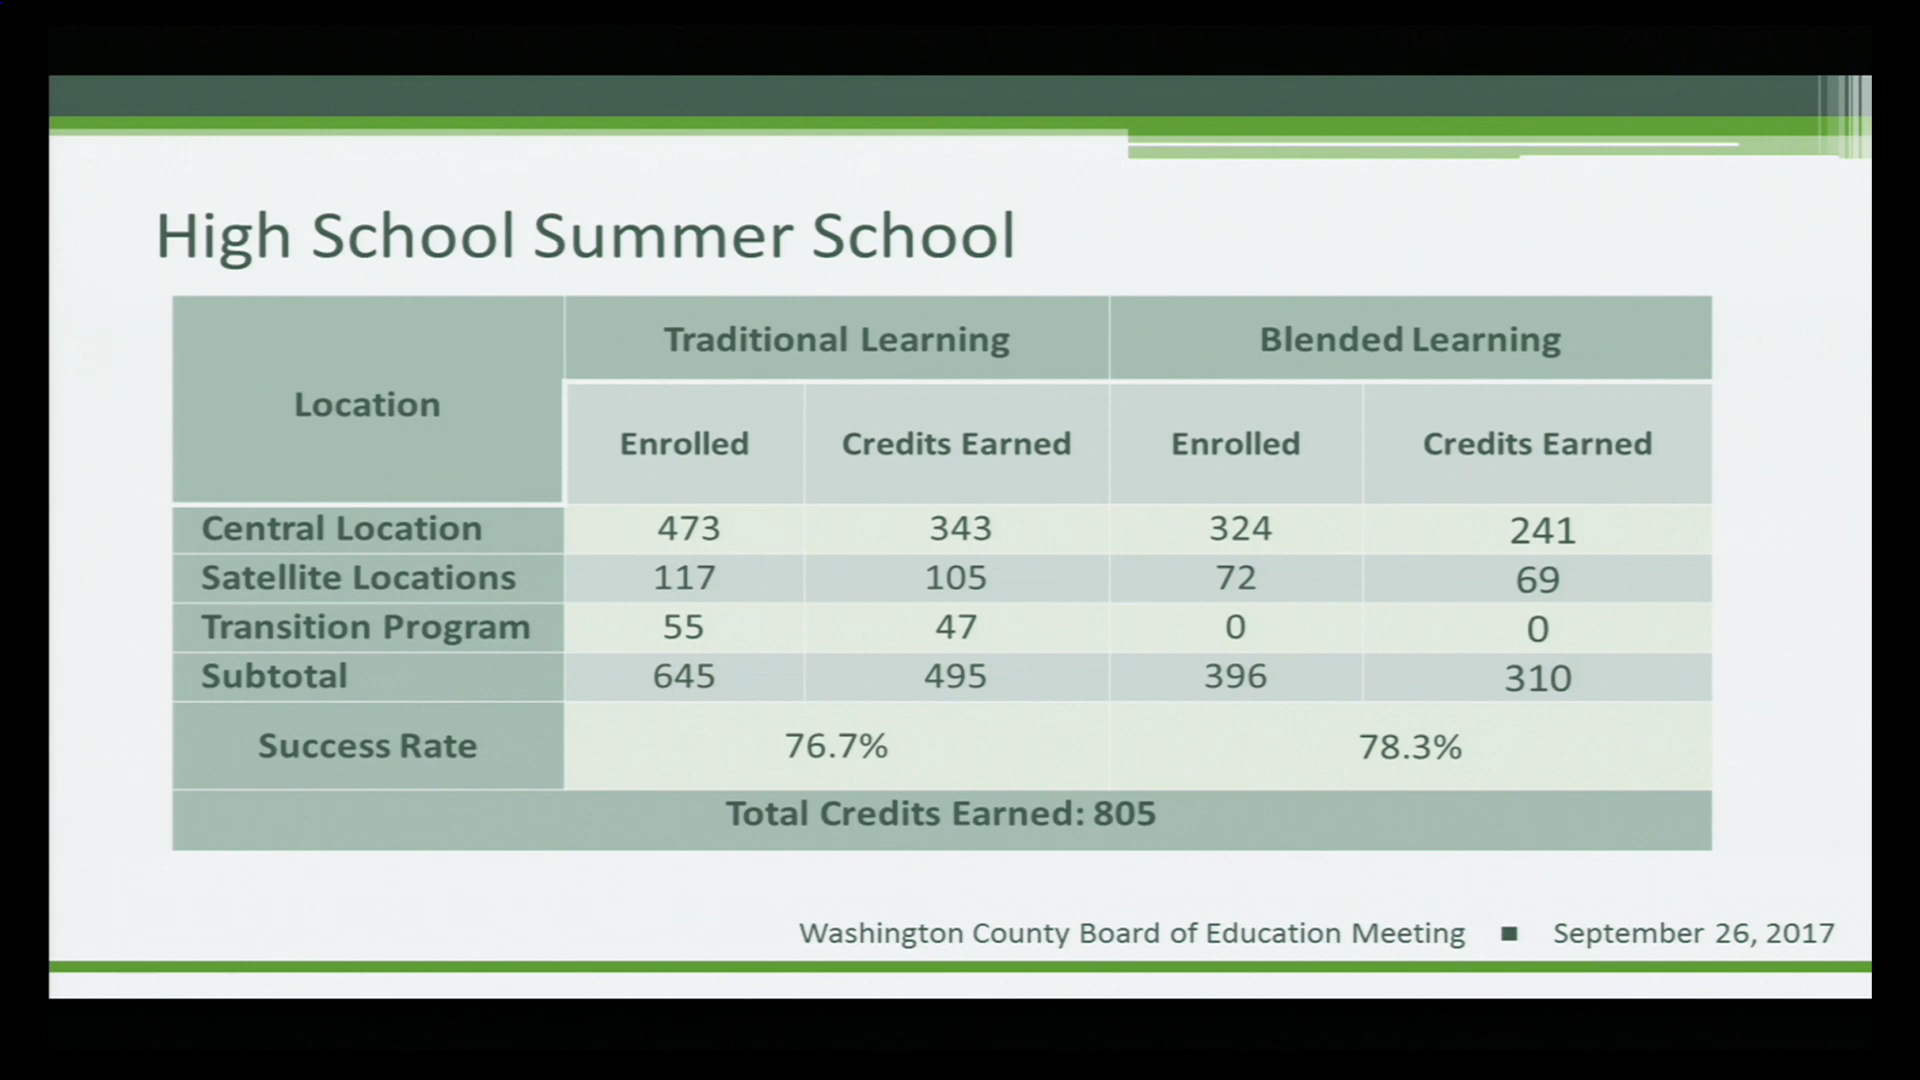 High School Summer School
Location Traditional Learning Blended Learning
Enrolled Credits Earned Enrolled Credits Earned
Central Location 473 343 324 241
Satellite Locations 117 105 72 69
Transition Program 55 47 0 0
Subtotal 645 495 396 310
Success Rate 76.7% 78.3%
Total Credits Earned: 805
Washington County Board of Education Meeting ■ September 26, 2017